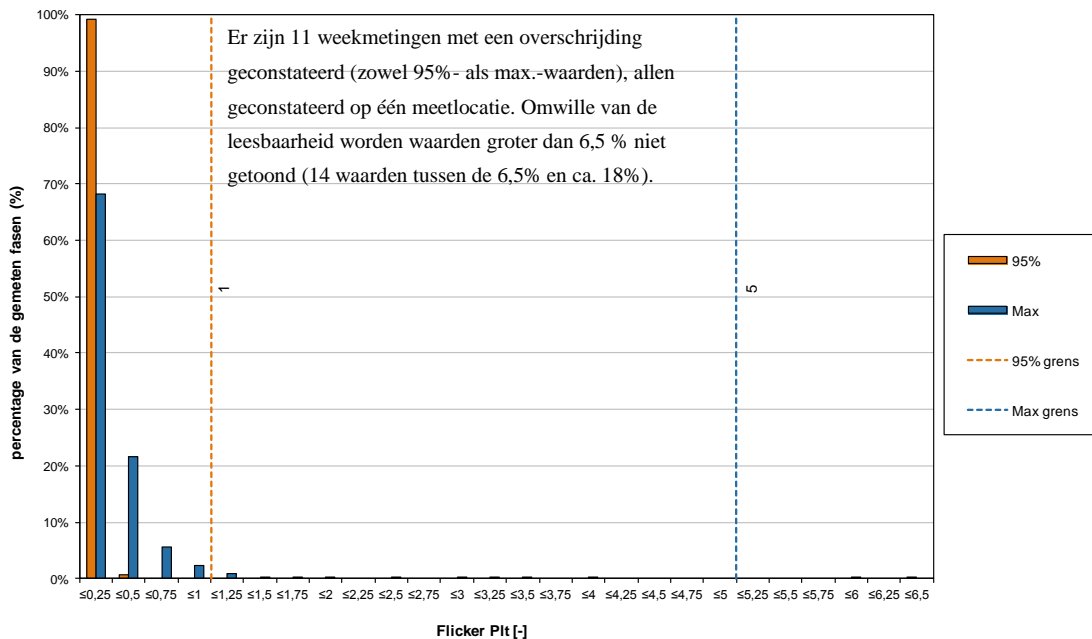 100%
90%
80%
70%
60%
50%
40%
30%
20%
10%
0%
percentage van de gemeten fasen (%)
Er zijn 11 weekmetingen met een overschrijding
geconstateerd (zowel 95%- als max.-waarden), allen
geconstateerd op één meetlocatie. Omwille van de
leesbaarheid worden waarden groter dan 6,5 % niet
getoond (14 waarden tussen de 6,5% en ca. 18%).
1
5
95%
Max
95% grens
Max grens
≤0,25 ≤0,5 ≤0,75 ≤1 ≤1,25 ≤1,5 ≤1,75 ≤2 ≤2,25 ≤2,5 ≤2,75 ≤3 ≤3,25 ≤3,5 ≤3,75 ≤4 ≤4,25 ≤4,5 ≤4,75 ≤5 ≤5,25 ≤5,5 ≤5,75 ≤6 ≤6,25 ≤6,5
Flicker Plt [-]